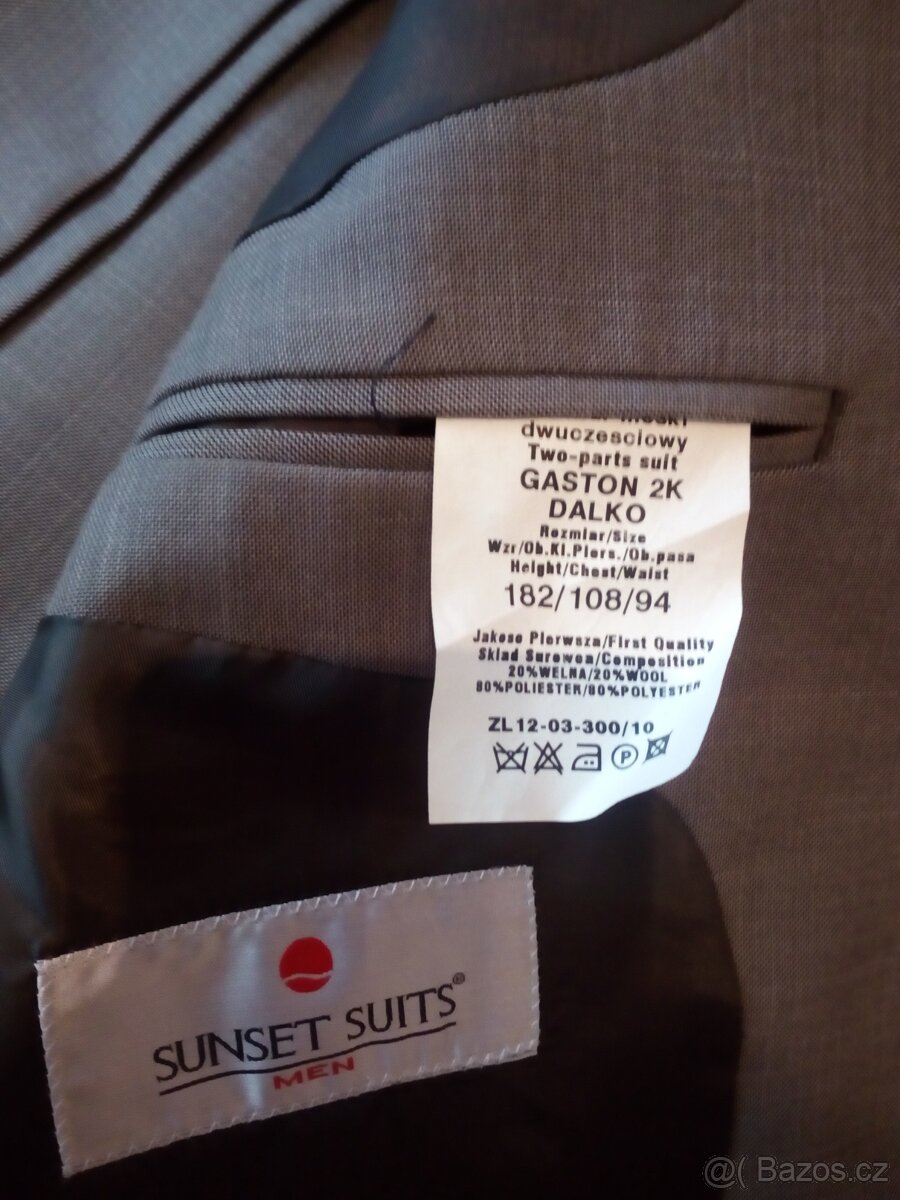 dwuczesciowy
Two-parts suit
GASTON 2K
DALKO
Rozmiar/Size
Wzr/Ob.Kl.Piers./Ob.pasa
Height/Chest/Waist
182/108/94
Jakosc Pierwsza/First Quality
Sklad Surowco/Composition
20%WELNA/20%WOOL
80%POLIESTER/80%POLYESTER
ZL12-03-300/10
P
SUNSET SUITS®
MEN
@( Bazos.cz